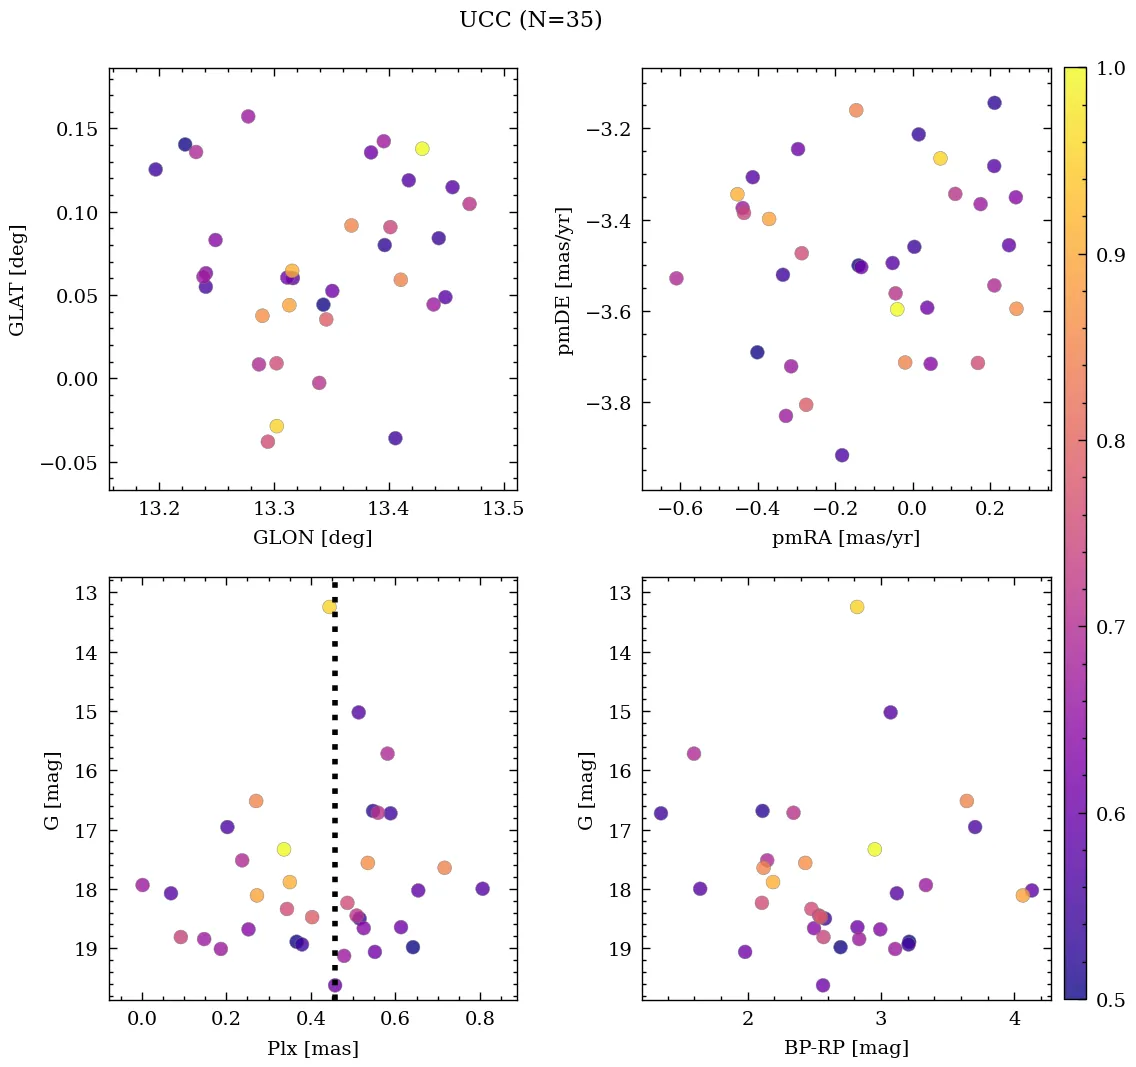 UCC (N=35)
0.15
0.10
0.05
0.00
−0.05
GLAT [deg]
13.2 13.3 13.4 13.5
GLON [deg]
−3.2
−3.4
−3.6
−3.8
pmDE [mas/yr]
−0.6 −0.4 −0.2 0.0 0.2
pmRA [mas/yr]
13
14
15
16
17
18
19
G [mag]
0.0 0.2 0.4 0.6 0.8
Plx [mas]
13
14
15
16
17
18
19
G [mag]
2 3 4
BP-RP [mag]
1.0
0.9
0.8
0.7
0.6
0.5